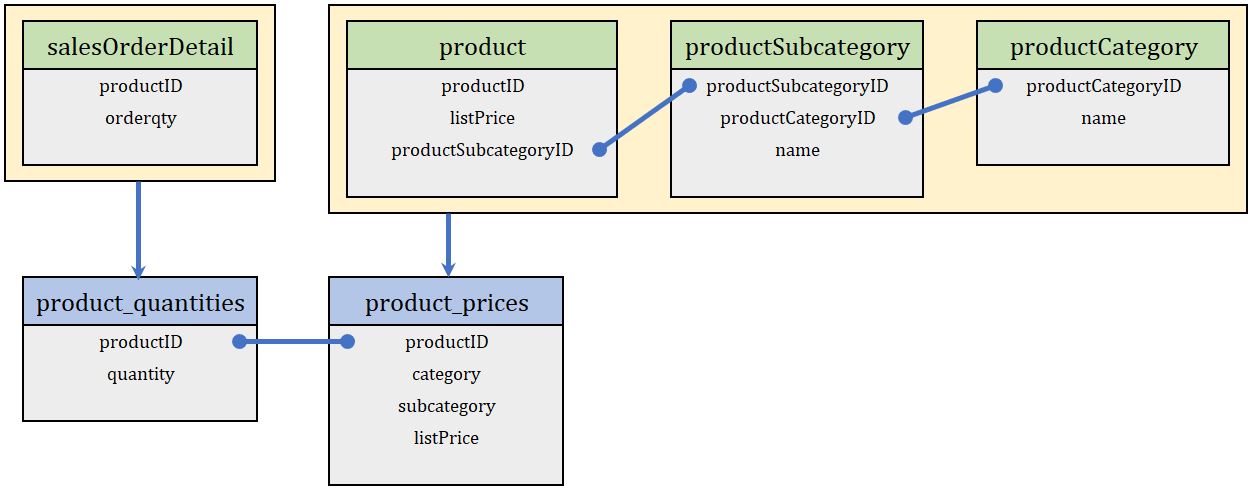 salesOrderDetail
productID
orderqty
product
productID
listPrice
productSubcategoryID
productSubcategory
productSubcategoryID
productCategoryID
name
productCategory
productCategoryID
name
product_quantities
productID
quantity
product_prices
productID
category
subcategory
listPrice